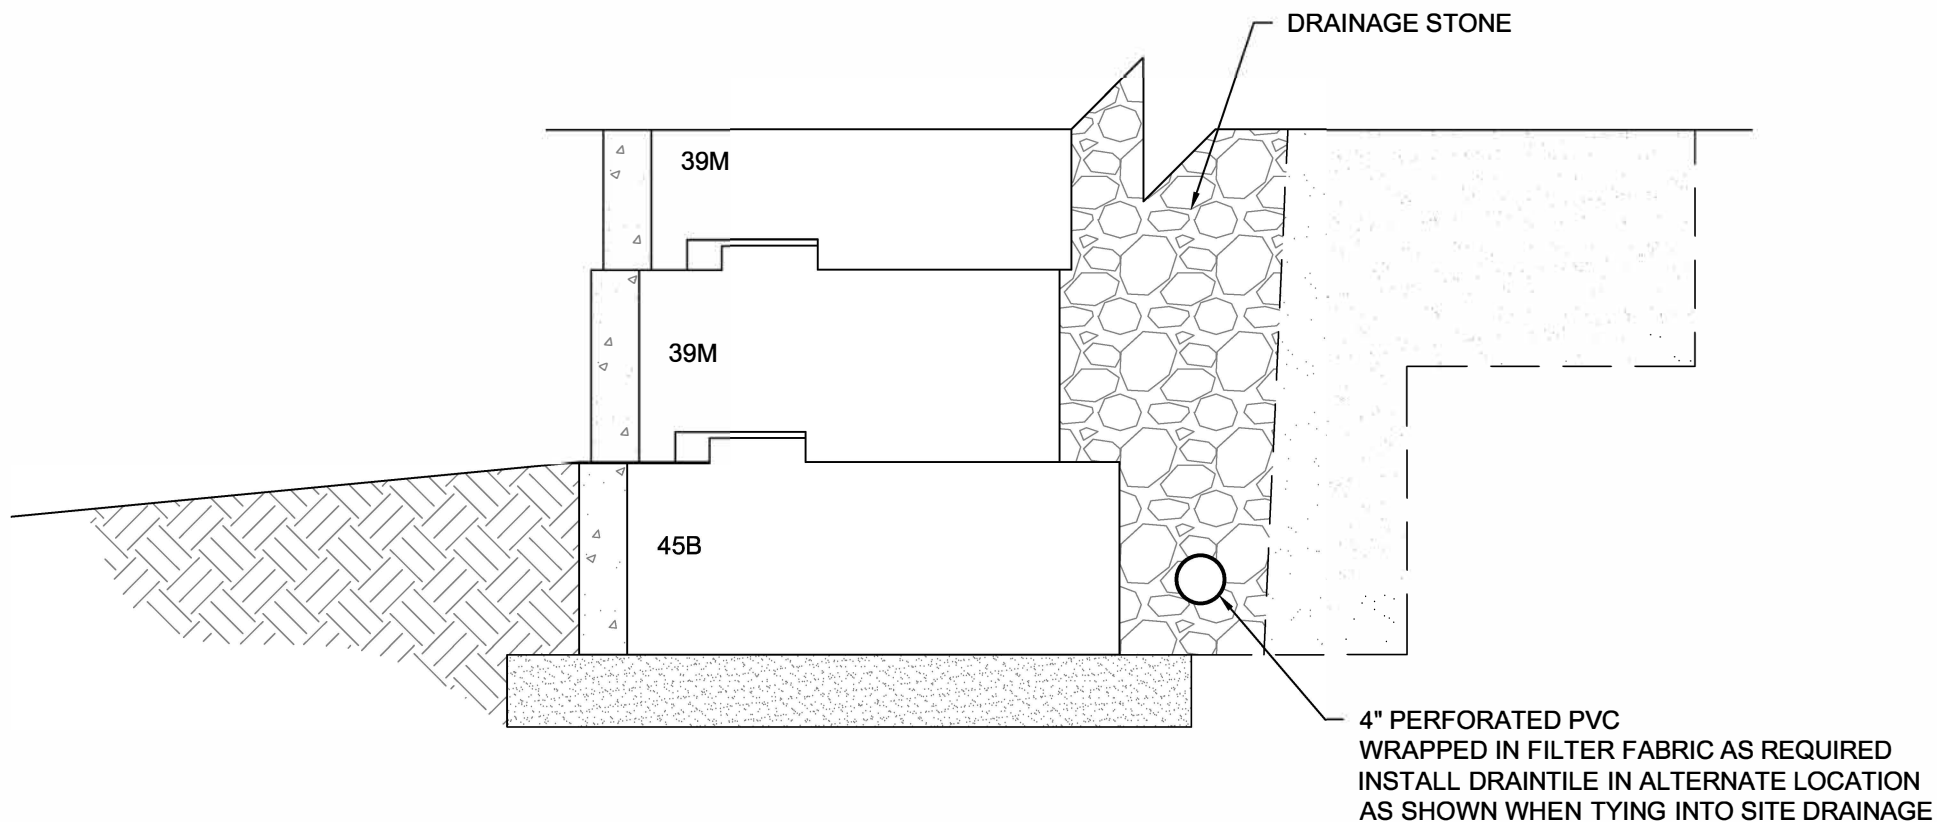 DRAINAGE STONE
39M
39M
45B
4" PERFORATED PVC
WRAPPED IN FILTER FABRIC AS REQUIRED
INSTALL DRAINTILE IN ALTERNATE LOCATION
AS SHOWN WHEN TYING INTO SITE DRAINAGE